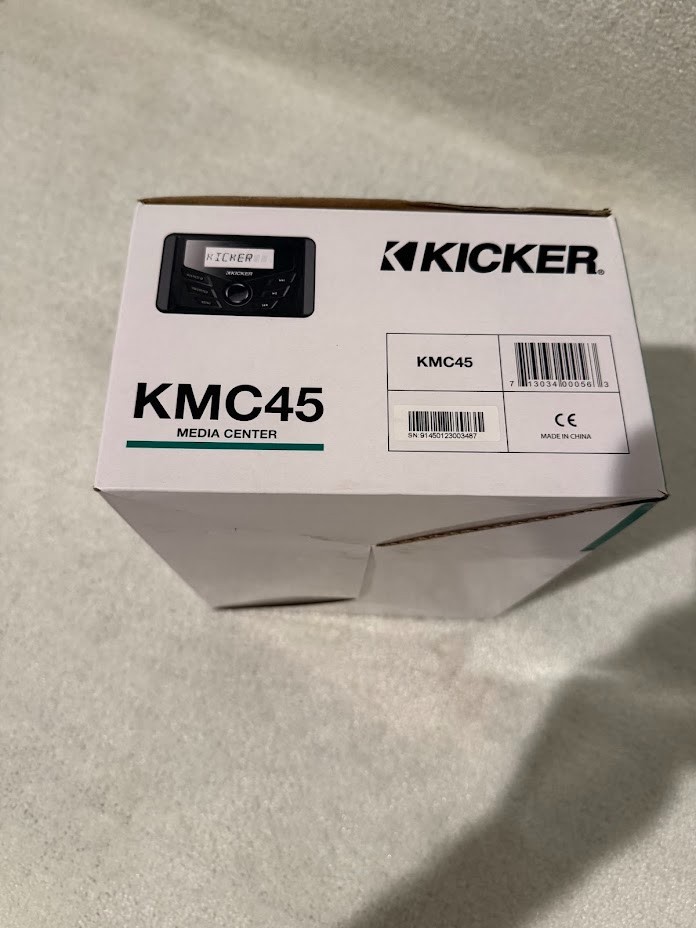 KICKER
KICKER
KICKER®
KMC45
MEDIA CENTER
KMC45
7 13034 00056 3
SN:91450123003487
CE
MADE IN CHINA